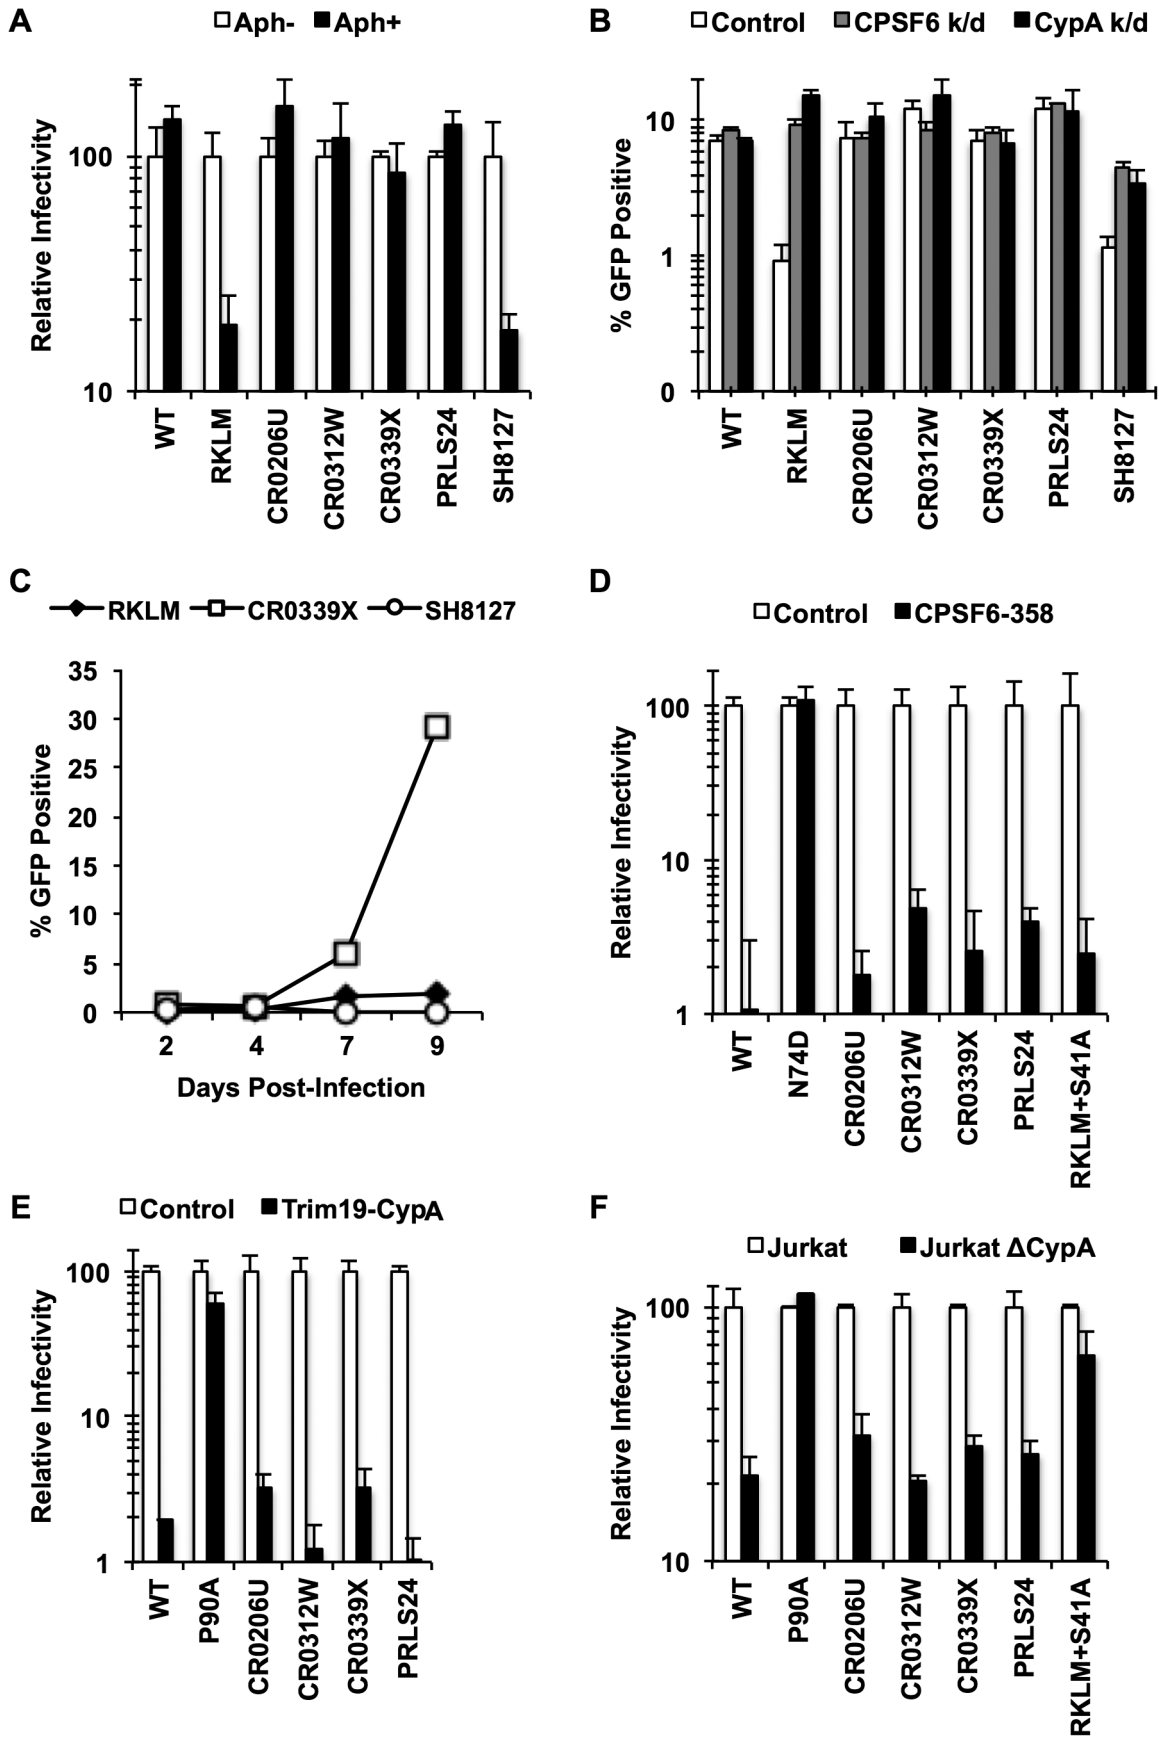 A
Aph- Aph+
Relative Infectivity
100
10
WT RKLM CR0206U CR0312W CR0339X PRLS24 SH8127
B
Control CPSF6 k/d CypA k/d
% GFP Positive
10
1
0
WT RKLM CR0206U CR0312W CR0339X PRLS24 SH8127
C
RKLM CR0339X SH8127
% GFP Positive
35
30
25
20
15
10
5
0
2 4 7 9
Days Post-Infection
D
Control CPSF6-358
Relative Infectivity
100
10
1
WT N74D CR0206U CR0312W CR0339X PRLS24 RKLM+S41A
E
Control Trim19-CypA
Relative Infectivity
100
10
1
WT P90A CR0206U CR0312W CR0339X PRLS24
F
Jurkat Jurkat ΔCypA
Relative Infectivity
100
10
WT P90A CR0206U CR0312W CR0339X PRLS24 RKLM+S41A